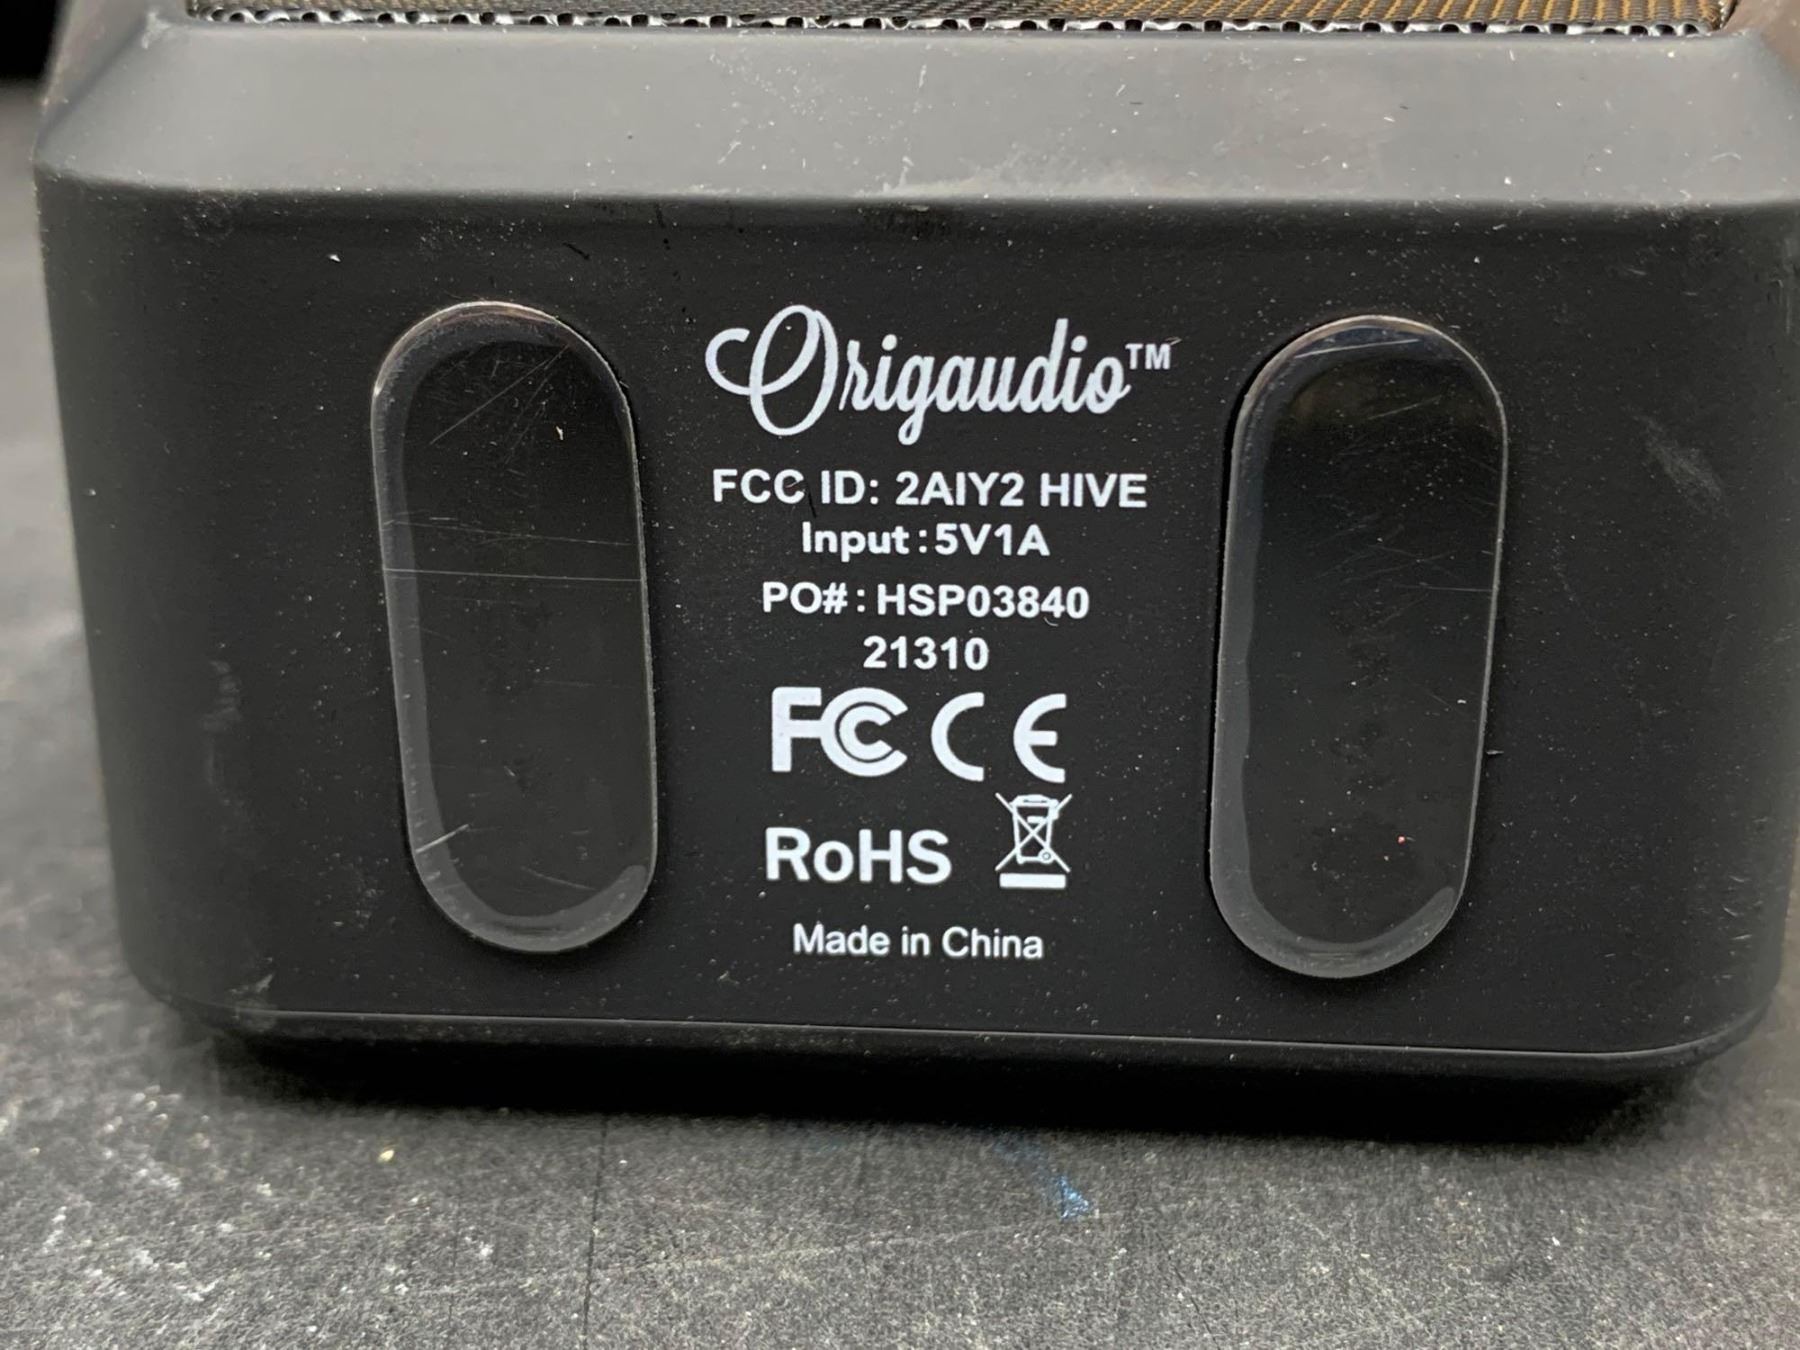 Origaudio™
FCC ID: 2AIY2 HIVE
Input:5V1A
PO#:HSP03840
21310
FC CE
RoHS
Made in China